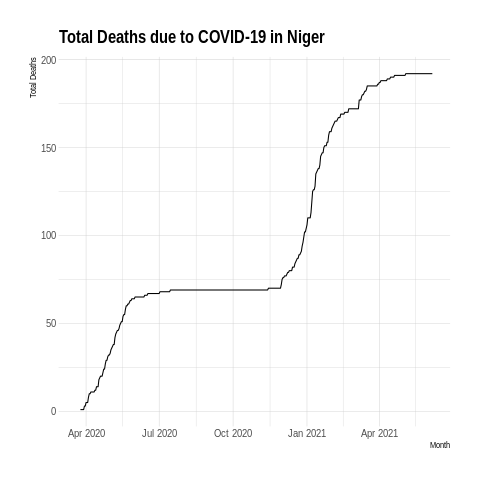 Total Deaths due to COVID-19 in Niger
Total Deaths
200
150
100
50
0
Apr 2020 Jul 2020 Oct 2020 Jan 2021 Apr 2021
Month